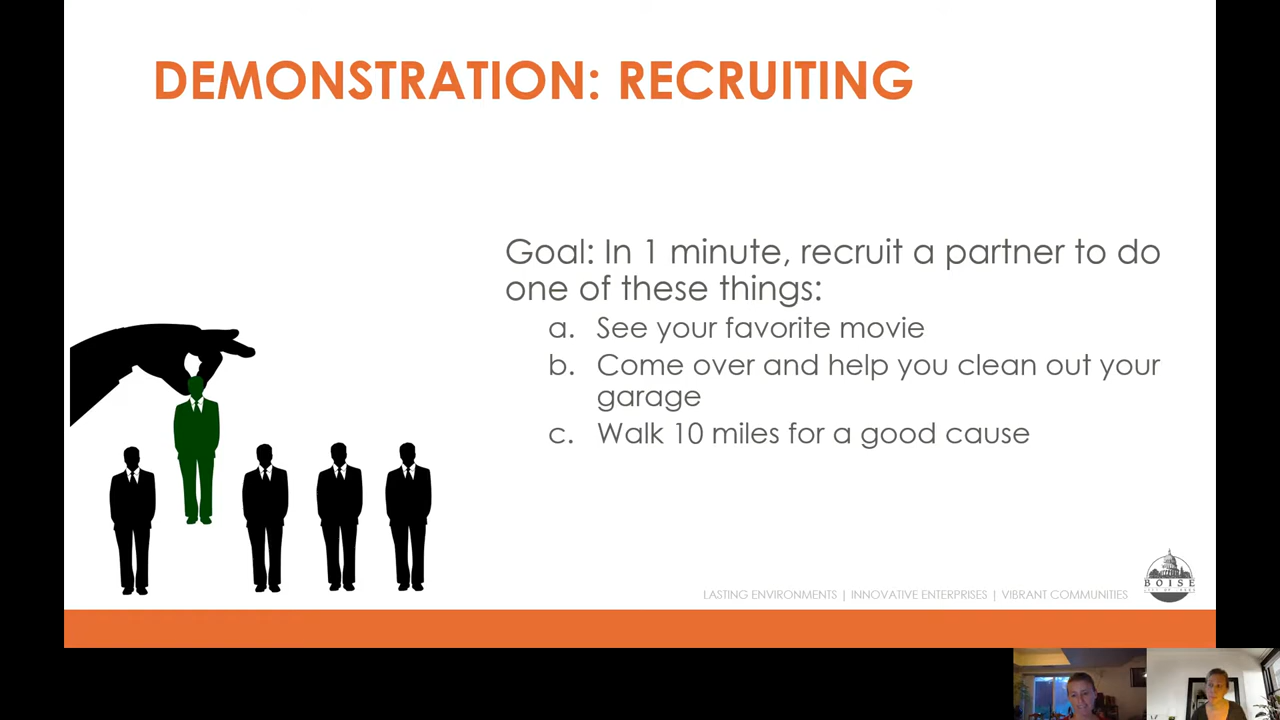 DEMONSTRATION: RECRUITING
Goal: In 1 minute, recruit a partner to do
one of these things:
a. See your favorite movie
b. Come over and help you clean out your
garage
c. Walk 10 miles for a good cause
LASTING ENVIRONMENTS | INNOVATIVE ENTERPRISES | VIBRANT COMMUNITIES
BOISE